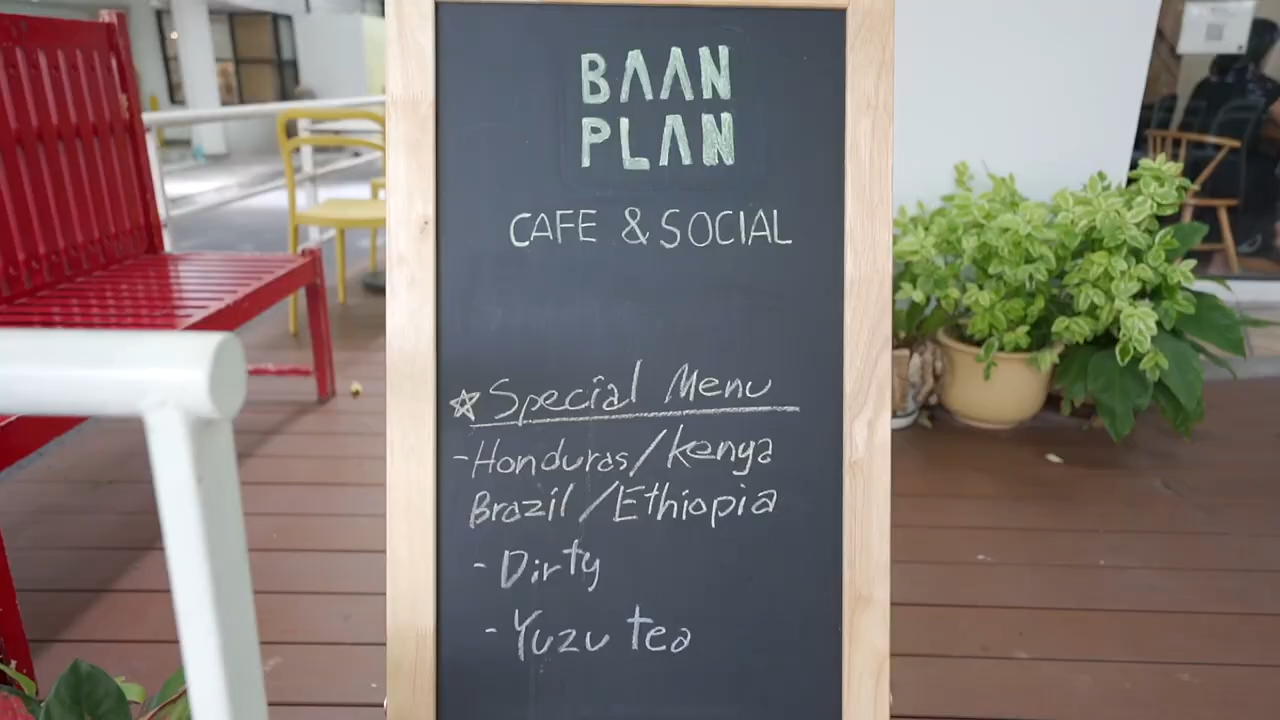 BAAN
PLAN
CAFE & SOCIAL
☆ Special Menu
- Honduras/Kenya
Brazil/Ethiopia
- Dirty
- Yuzu tea